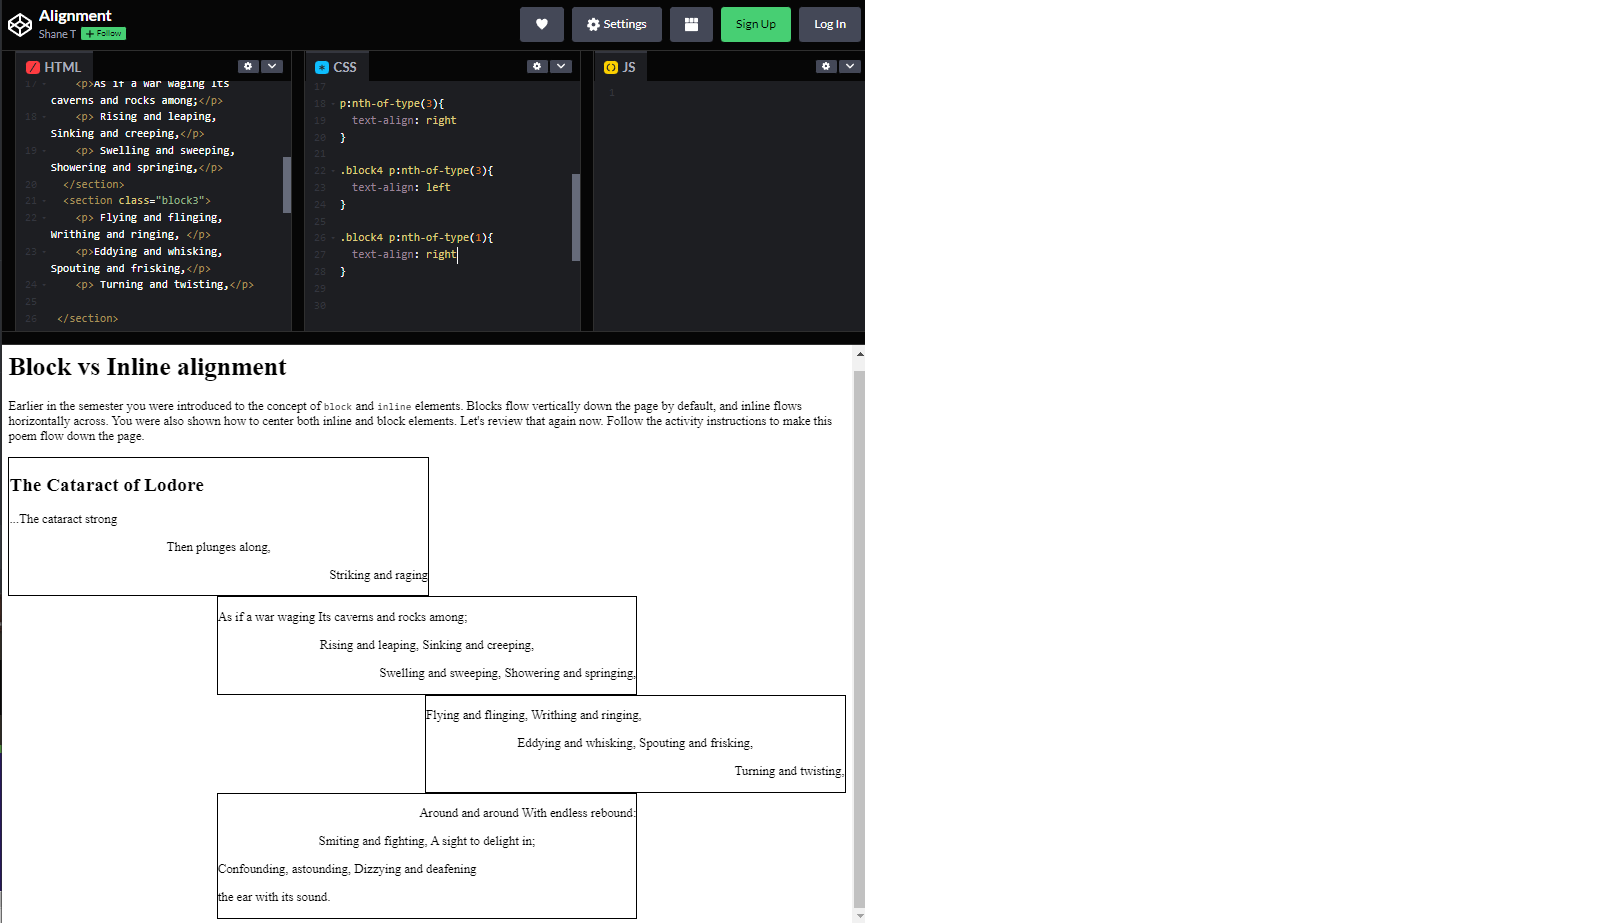 Alignment
Shane T + Follow
Settings
Sign Up
Log In
HTML
17 <p>As if a war waging Its
caverns and rocks among;</p>
18 <p> Rising and leaping,
Sinking and creeping,</p>
19 <p> Swelling and sweeping,
Showering and springing,</p>
20 </section>
21 <section class="block3">
22 <p> Flying and flinging,
Writhing and ringing, </p>
23 <p>Eddying and whisking,
Spouting and frisking,</p>
24 <p> Turning and twisting,</p>
25
26 </section>
CSS
17
18 p:nth-of-type(3){
19 text-align: right
20 }
21
22 .block4 p:nth-of-type(3){
23 text-align: left
24 }
25
26 .block4 p:nth-of-type(1){
27 text-align: right
28 }
29
30
JS
1
Block vs Inline alignment
Earlier in the semester you were introduced to the concept of block and inline elements. Blocks flow vertically down the page by default, and inline flows
horizontally across. You were also shown how to center both inline and block elements. Let's review that again now. Follow the activity instructions to make this
poem flow down the page.
The Cataract of Lodore
...The cataract strong
Then plunges along,
Striking and raging
As if a war waging Its caverns and rocks among;
Rising and leaping, Sinking and creeping,
Swelling and sweeping, Showering and springing,
Flying and flinging, Writhing and ringing,
Eddying and whisking, Spouting and frisking,
Turning and twisting,
Around and around With endless rebound:
Smiting and fighting, A sight to delight in;
Confounding, astounding, Dizzying and deafening
the ear with its sound.